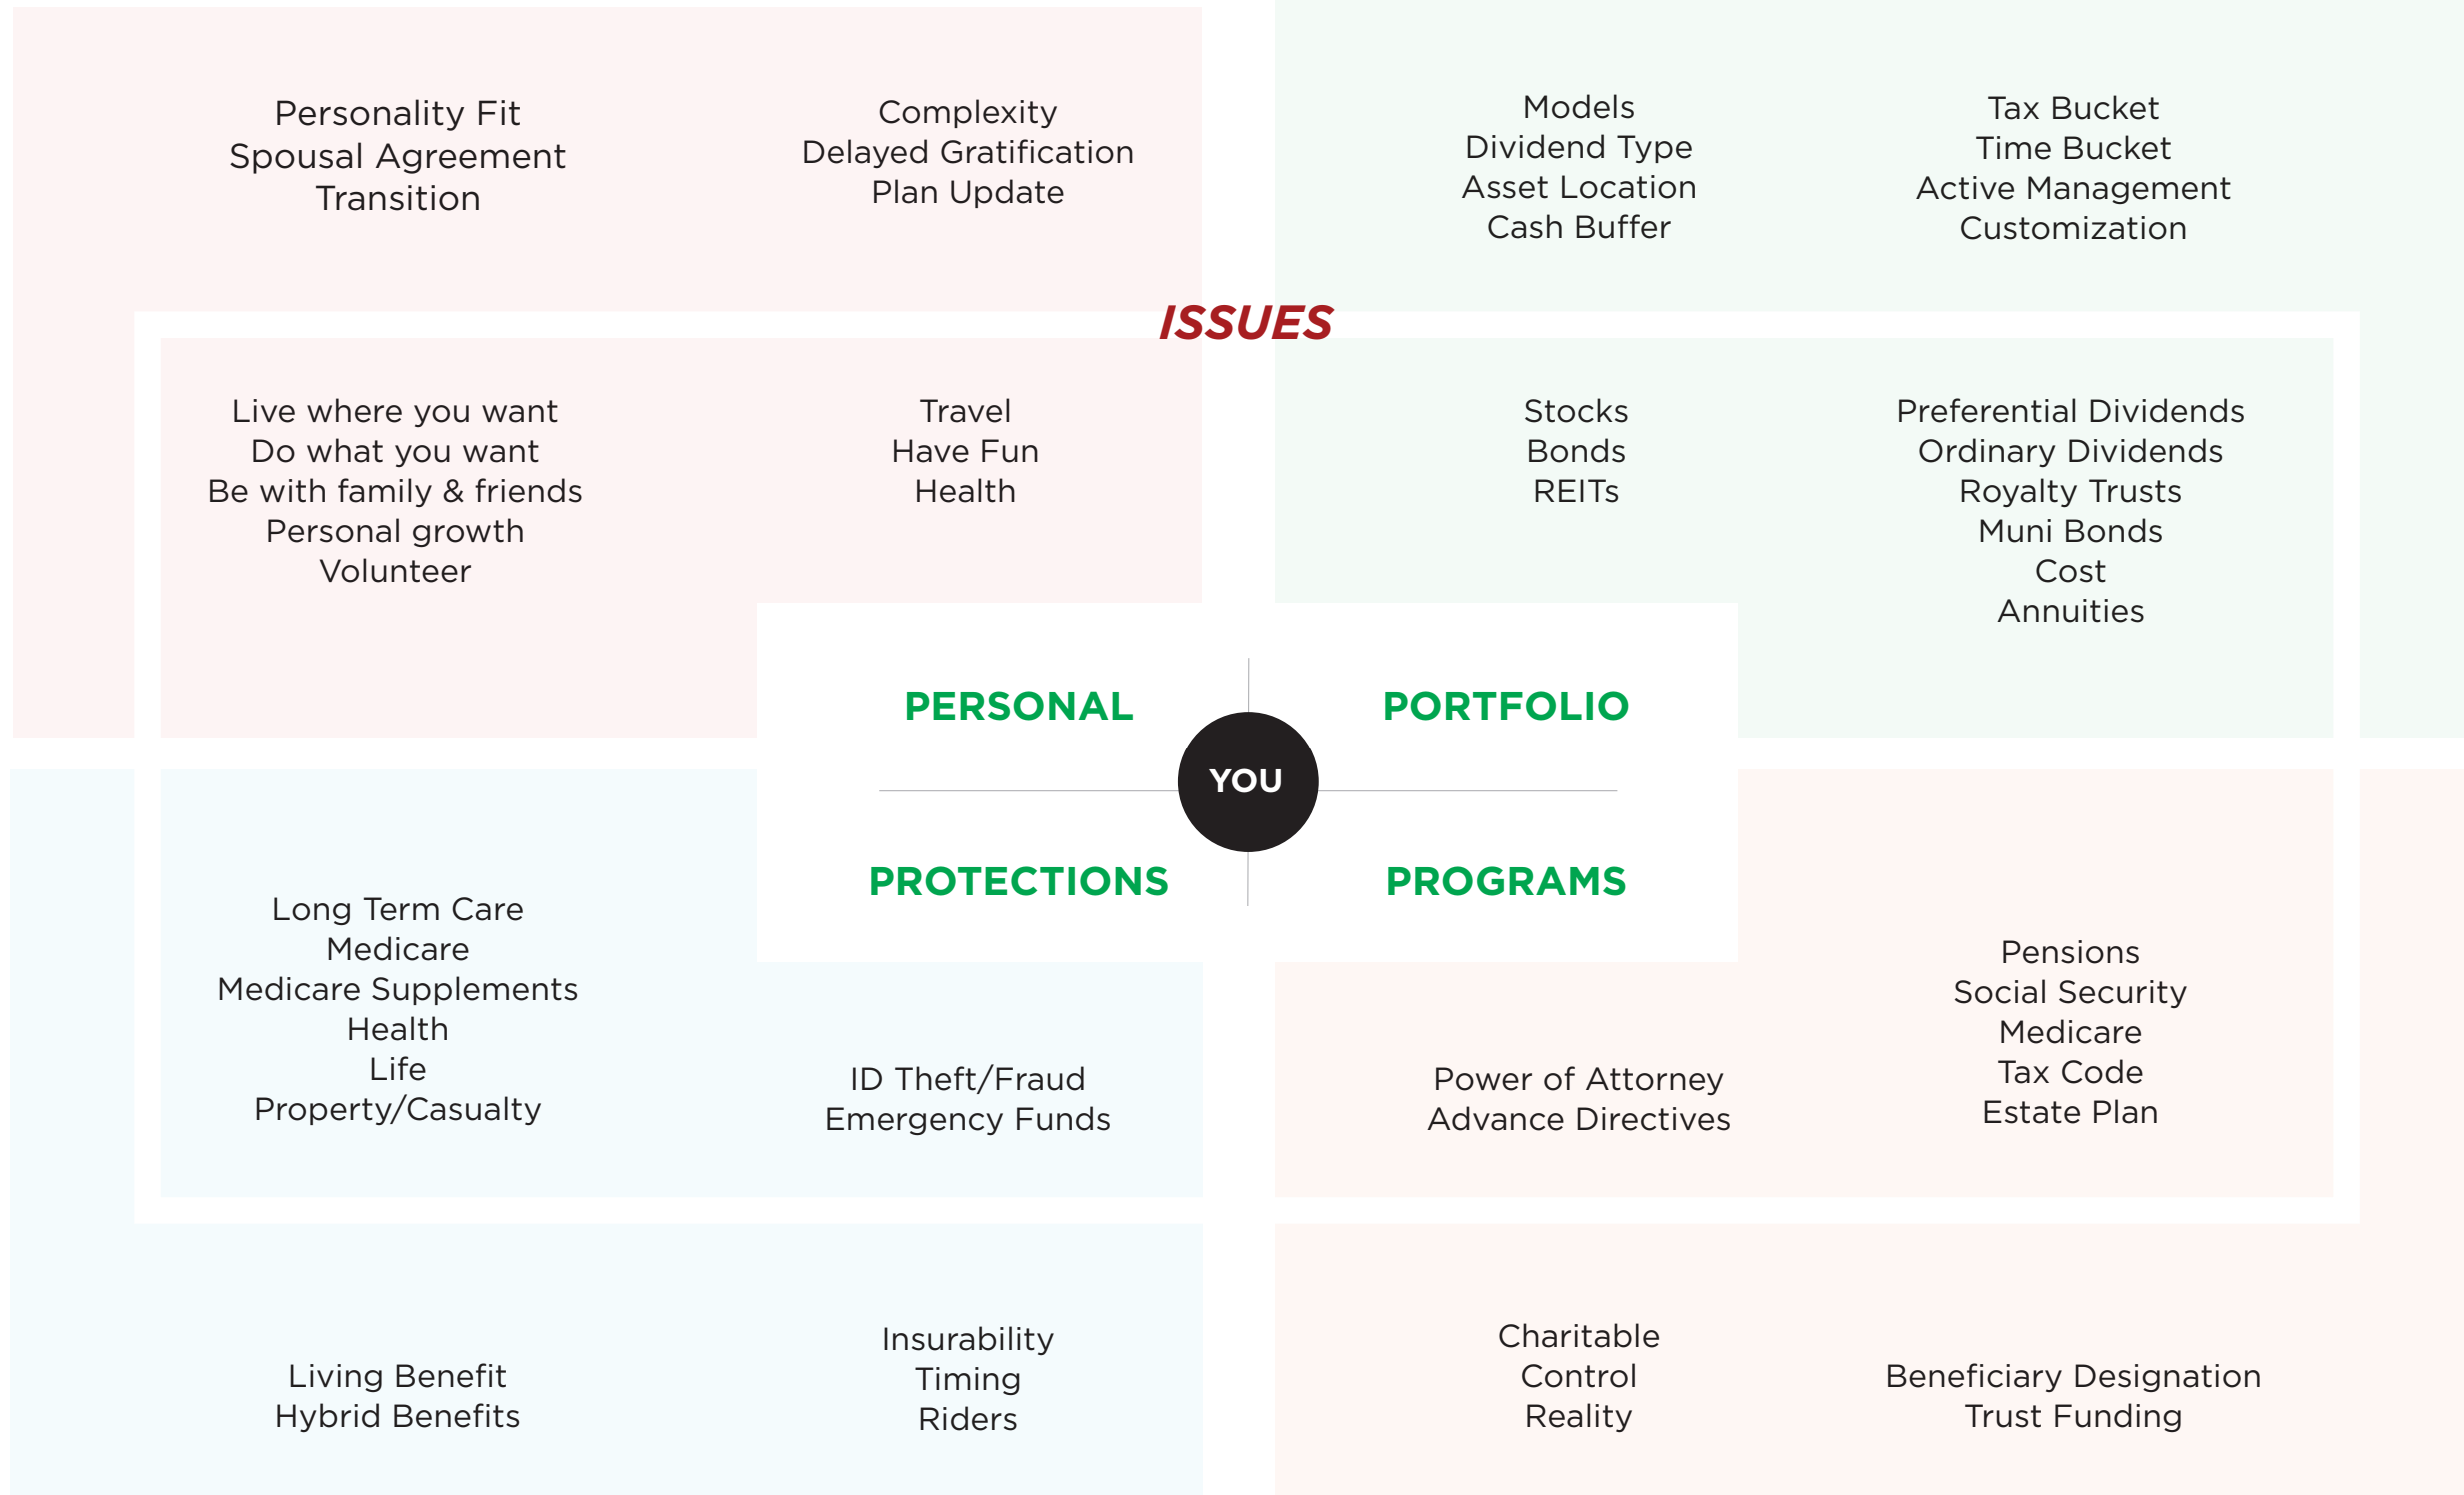 Personality Fit
Spousal Agreement
Transition
Complexity
Delayed Gratification
Plan Update
Models
Dividend Type
Asset Location
Cash Buffer
Tax Bucket
Time Bucket
Active Management
Customization
ISSUES
Live where you want
Do what you want
Be with family & friends
Personal growth
Volunteer
Travel
Have Fun
Health
Stocks
Bonds
REITs
Preferential Dividends
Ordinary Dividends
Royalty Trusts
Muni Bonds
Cost
Annuities
PERSONAL
PORTFOLIO
YOU
PROTECTIONS
PROGRAMS
Long Term Care
Medicare
Medicare Supplements
Health
Life
Property/Casualty
ID Theft/Fraud
Emergency Funds
Power of Attorney
Advance Directives
Pensions
Social Security
Medicare
Tax Code
Estate Plan
Living Benefit
Hybrid Benefits
Insurability
Timing
Riders
Charitable
Control
Reality
Beneficiary Designation
Trust Funding